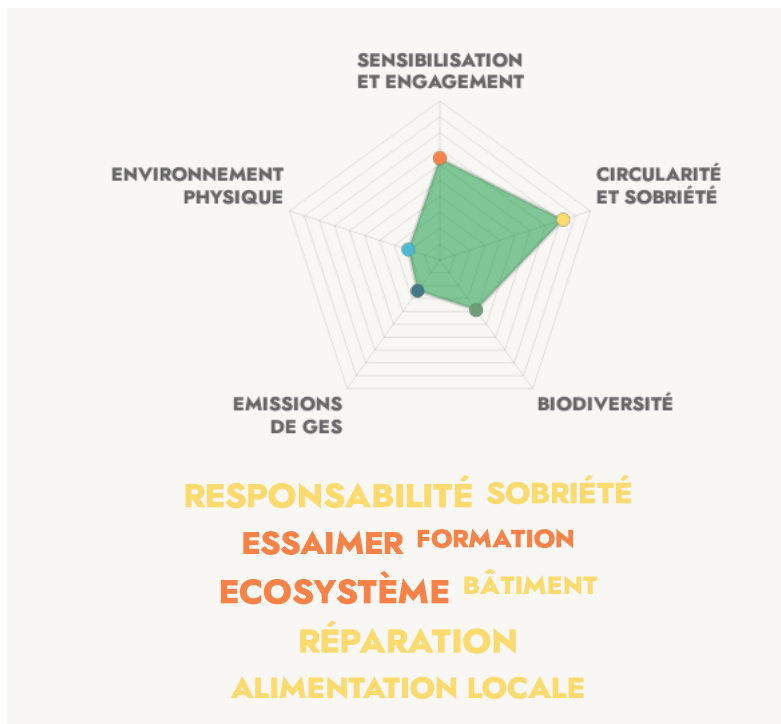 SENSIBILISATION
ET ENGAGEMENT
ENVIRONNEMENT
PHYSIQUE
CIRCULARITÉ
ET SOBRIÉTÉ
EMISSIONS
DE GES
BIODIVERSITÉ
RESPONSABILITÉ SOBRIÉTÉ
ESSAIMER FORMATION
ECOSYSTÈME BÂTIMENT
RÉPARATION
ALIMENTATION LOCALE